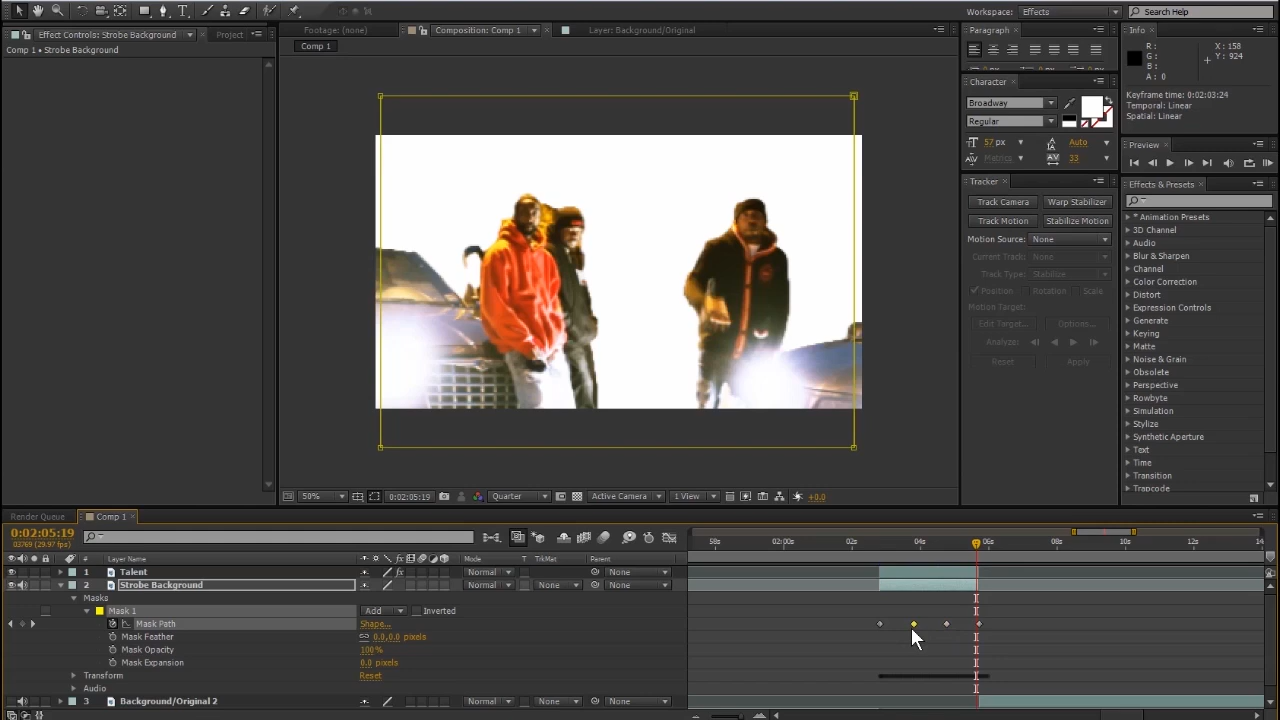 Workspace: Effects
Search Help
Effect Controls: Strobe Background
Project
Comp 1 • Strobe Background
Footage: (none)
Composition: Comp 1
Layer: Background/Original
Comp 1
Paragraph
Character
Broadway
Regular
57 px
Auto
Metrics
33
Tracker
Track Camera
Warp Stabilizer
Track Motion
Stabilize Motion
Motion Source: None
Current Track: None
Track Type: Stabilize
Position
Rotation
Scale
Motion Target:
Edit Target...
Options...
Analyze:
Reset
Apply
Info
R :
G :
B :
A : 0
X : 158
Y : 924
Keyframe time: 0:02:03:24
Temporal: Linear
Spatial: Linear
Preview
Effects & Presets
* Animation Presets
3D Channel
Audio
Blur & Sharpen
Channel
Color Correction
Distort
Expression Controls
Generate
Keying
Matte
Noise & Grain
Obsolete
Perspective
Rowbyte
Simulation
Stylize
Synthetic Aperture
Text
Time
Transition
Trapcode
50%
0:02:05:19
Quarter
Active Camera
1 View
+0.0
Render Queue
Comp 1
0:02:05:19
03769 (29.97 fps)
58s
02:00s
02s
04s
06s
08s
10s
12s
14
#
Layer Name
Mode
T
TrkMat
Parent
1
Talent
Normal
None
2
Strobe Background
Normal
None
None
Masks
Mask 1
Add
Inverted
Mask Path
Shape...
Mask Feather
0.0,0.0 pixels
Mask Opacity
100%
Mask Expansion
0.0 pixels
Transform
Reset
Audio
3
Background/Original 2
Normal
None
None